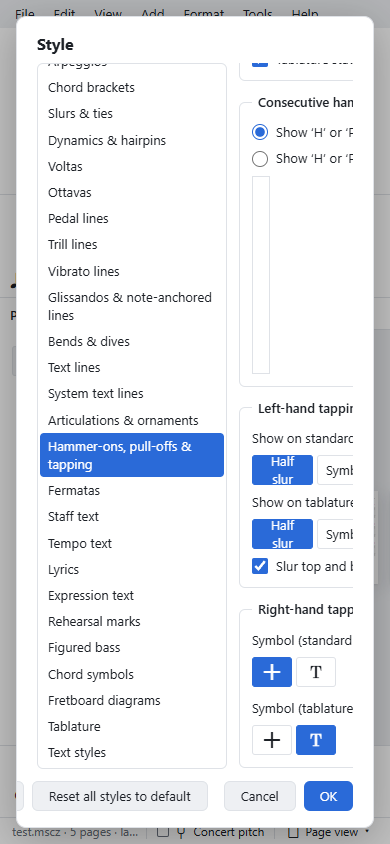 File Edit View Add Format Tools Help
Style
Arpeggios
Chord brackets
Slurs & ties
Dynamics & hairpins
Voltas
Ottavas
Pedal lines
Trill lines
Vibrato lines
Glissandos & note-anchored
lines
Bends & dives
Text lines
System text lines
Articulations & ornaments
Hammer-ons, pull-offs &
tapping
Fermatas
Staff text
Tempo text
Lyrics
Expression text
Rehearsal marks
Figured bass
Chord symbols
Fretboard diagrams
Tablature
Text styles
Consecutive ham
Show ‘H’ or ‘P
Show ‘H’ or ‘P
Left-hand tappin
Show on standard
Half
slur
Symb
Show on tablature
Half
slur
Symb
Slur top and b
Right-hand tapp
Symbol (standard
T
Symbol (tablature
T
Reset all styles to default
Cancel
OK
test.mscz · 5 pages · la...
Concert pitch
Page view